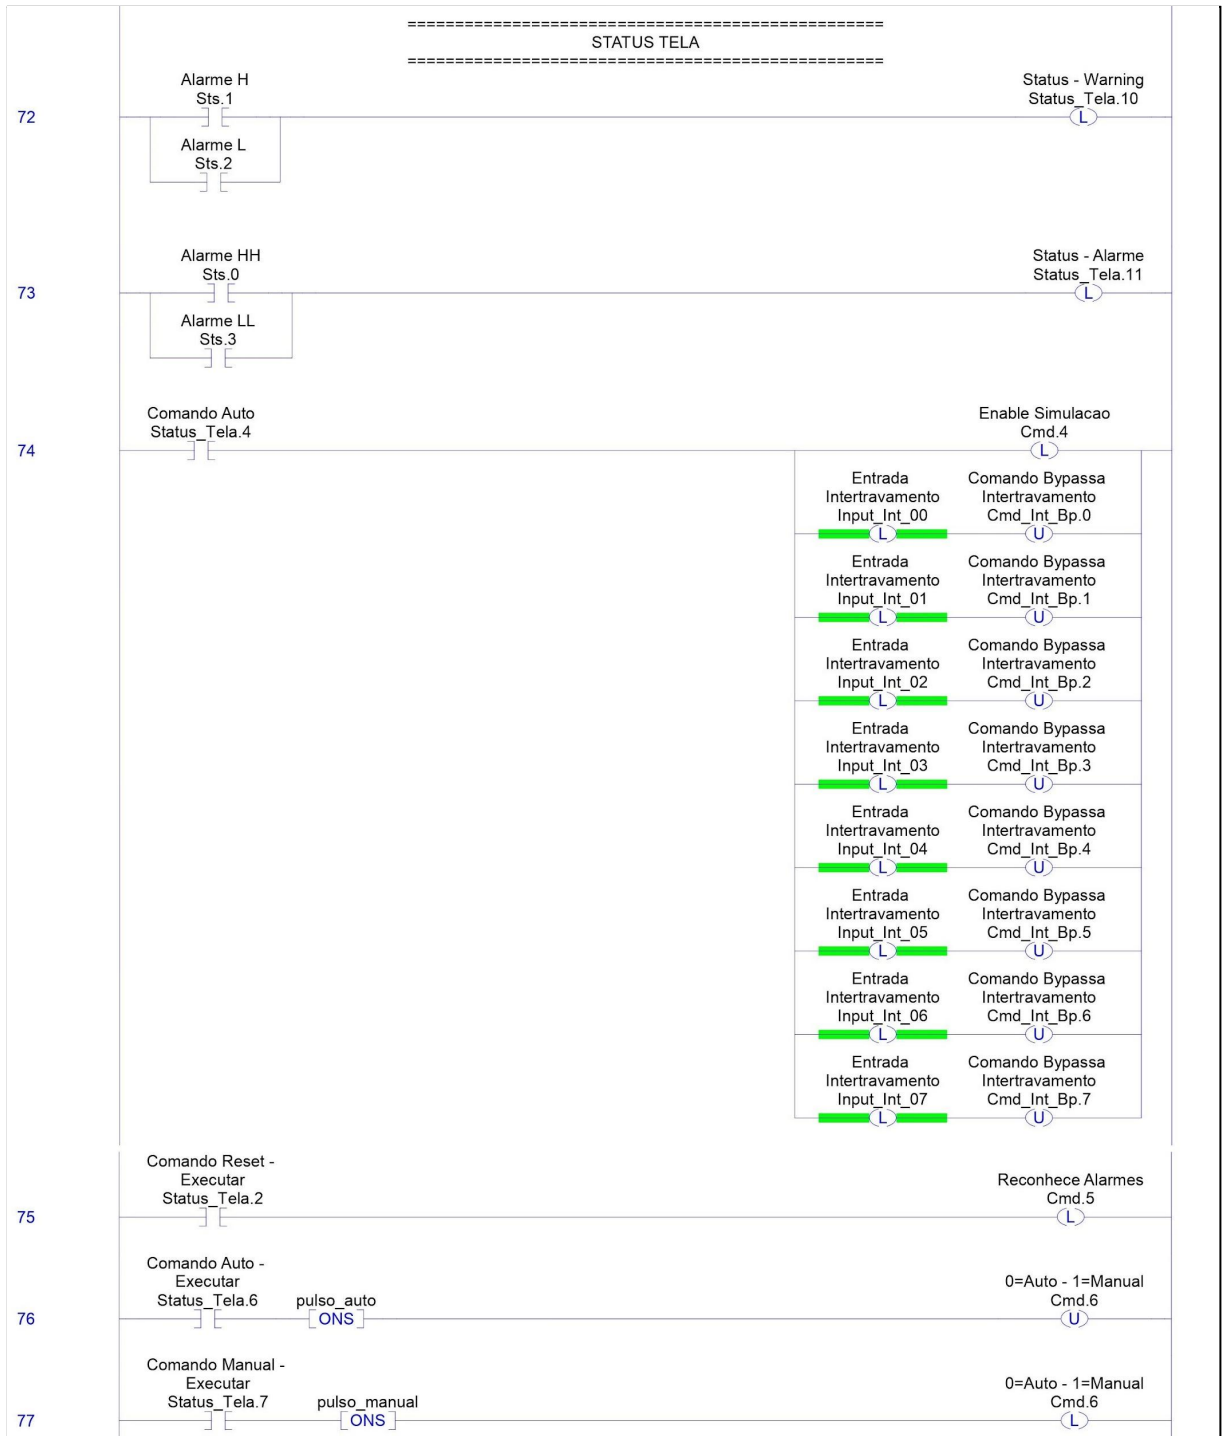 ==================================================
STATUS TELA
==================================================
Alarme H
Sts.1
Status - Warning
Status_Tela.10
72
L
Alarme L
Sts.2
Alarme HH
Sts.0
Status - Alarme
Status_Tela.11
73
L
Alarme LL
Sts.3
Comando Auto
Status_Tela.4
Enable Simulacao
Cmd.4
74
L
Entrada Comando Bypassa
Intertravamento Intertravamento
Input_Int_00 Cmd_Int_Bp.0
L U
Entrada Comando Bypassa
Intertravamento Intertravamento
Input_Int_01 Cmd_Int_Bp.1
L U
Entrada Comando Bypassa
Intertravamento Intertravamento
Input_Int_02 Cmd_Int_Bp.2
L U
Entrada Comando Bypassa
Intertravamento Intertravamento
Input_Int_03 Cmd_Int_Bp.3
L U
Entrada Comando Bypassa
Intertravamento Intertravamento
Input_Int_04 Cmd_Int_Bp.4
L U
Entrada Comando Bypassa
Intertravamento Intertravamento
Input_Int_05 Cmd_Int_Bp.5
L U
Entrada Comando Bypassa
Intertravamento Intertravamento
Input_Int_06 Cmd_Int_Bp.6
L U
Entrada Comando Bypassa
Intertravamento Intertravamento
Input_Int_07 Cmd_Int_Bp.7
L U
Comando Reset -
Executar
Status_Tela.2
Reconhece Alarmes
Cmd.5
75
L
Comando Auto -
Executar
Status_Tela.6
pulso_auto
0=Auto - 1=Manual
Cmd.6
76
ONS
U
Comando Manual -
Executar
Status_Tela.7
pulso_manual
0=Auto - 1=Manual
Cmd.6
77
ONS
L